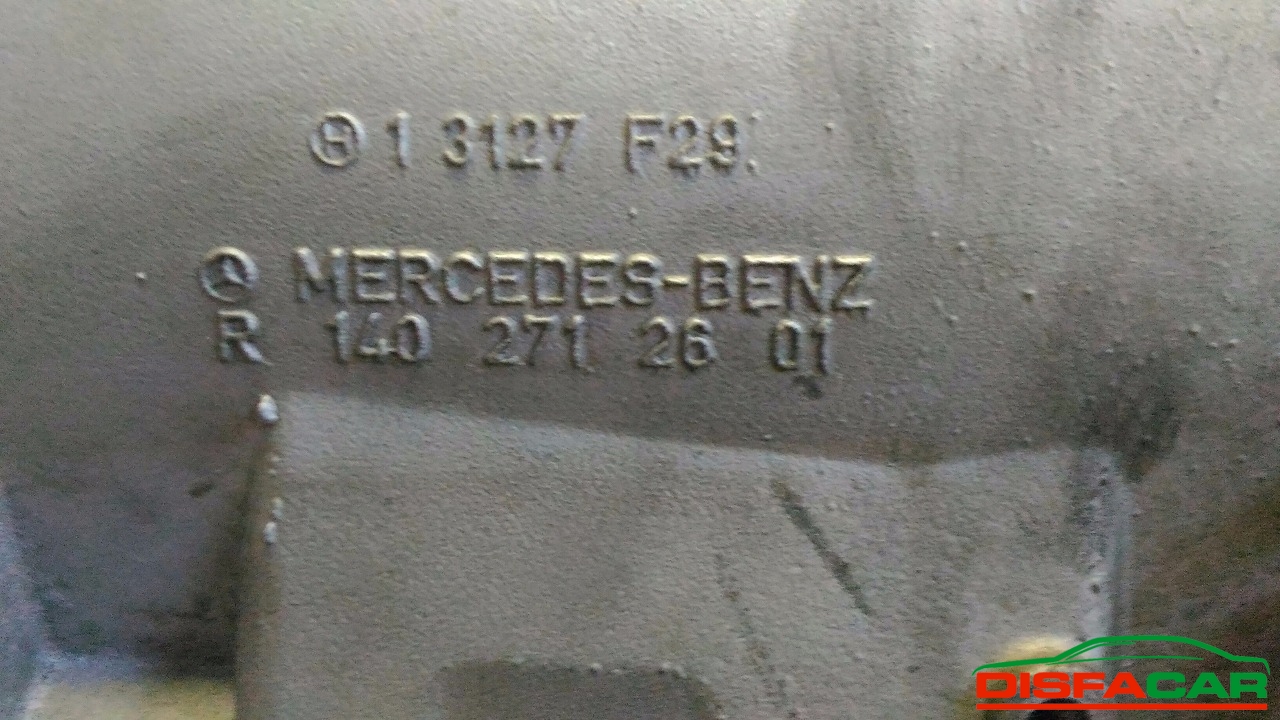 H 1 3127 F29
MERCEDES-BENZ
R 140 271 26 01
DISFACAR